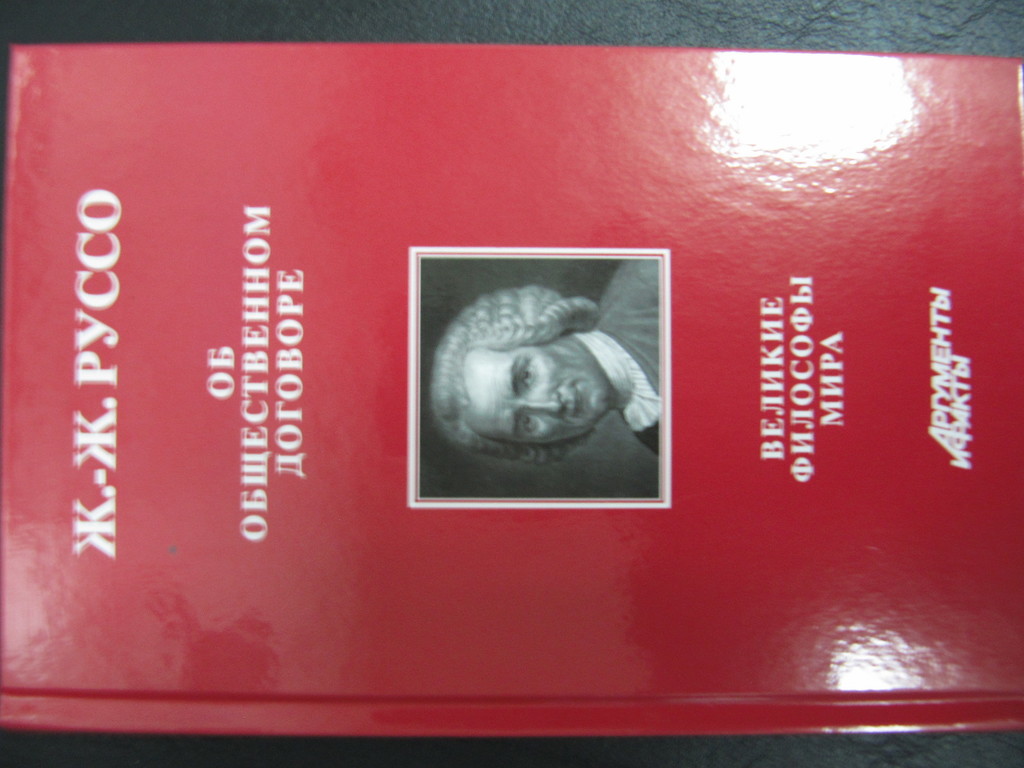 Ж.-Ж. РУССО
ОБ
ОБЩЕСТВЕННОМ
ДОГОВОРЕ
ВЕЛИКИЕ
ФИЛОСОФЫ
МИРА
АРГУМЕНТЫ
И ФАКТЫ